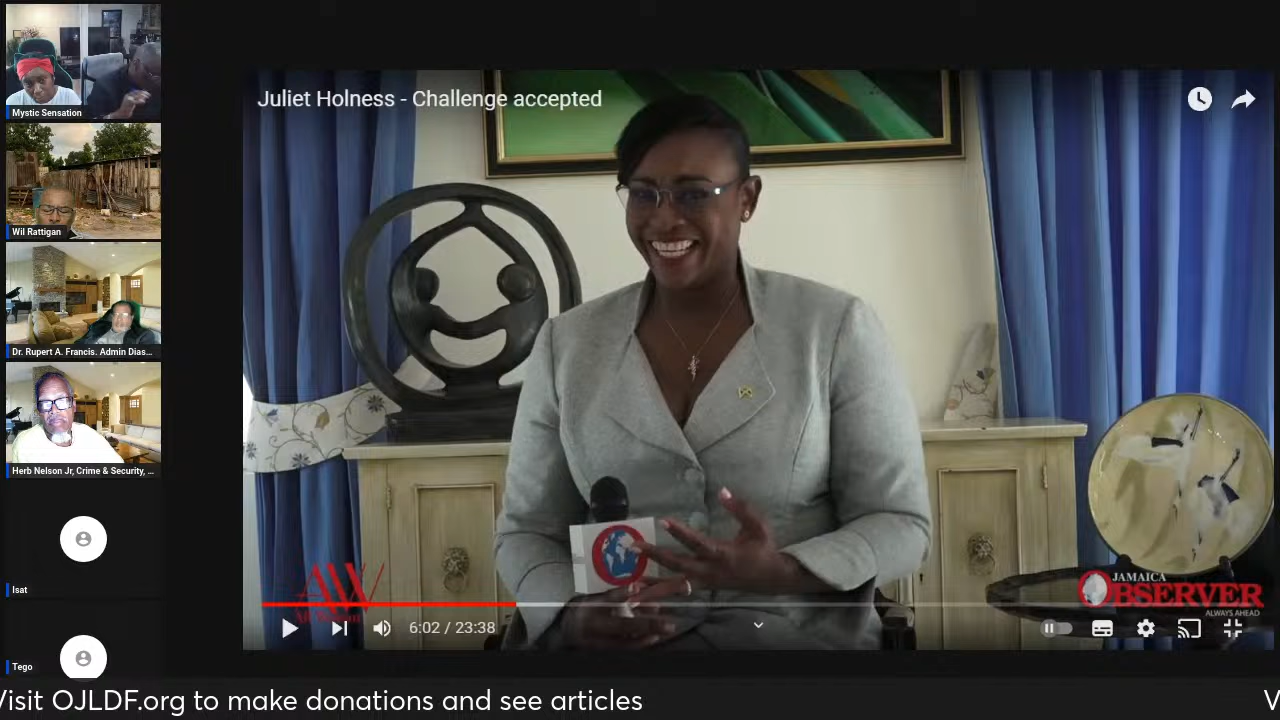 Mystic Sensation
Wil Rattigan
Dr. Rupert A. Francis. Admin Dias...
Herb Nelson Jr, Crime & Security, ...
Isat
Tego
Juliet Holness - Challenge accepted
AW
JAMAICA
OBSERVER
ALWAYS AHEAD
6:02 / 23:38
Visit OJLDF.org to make donations and see articles
V